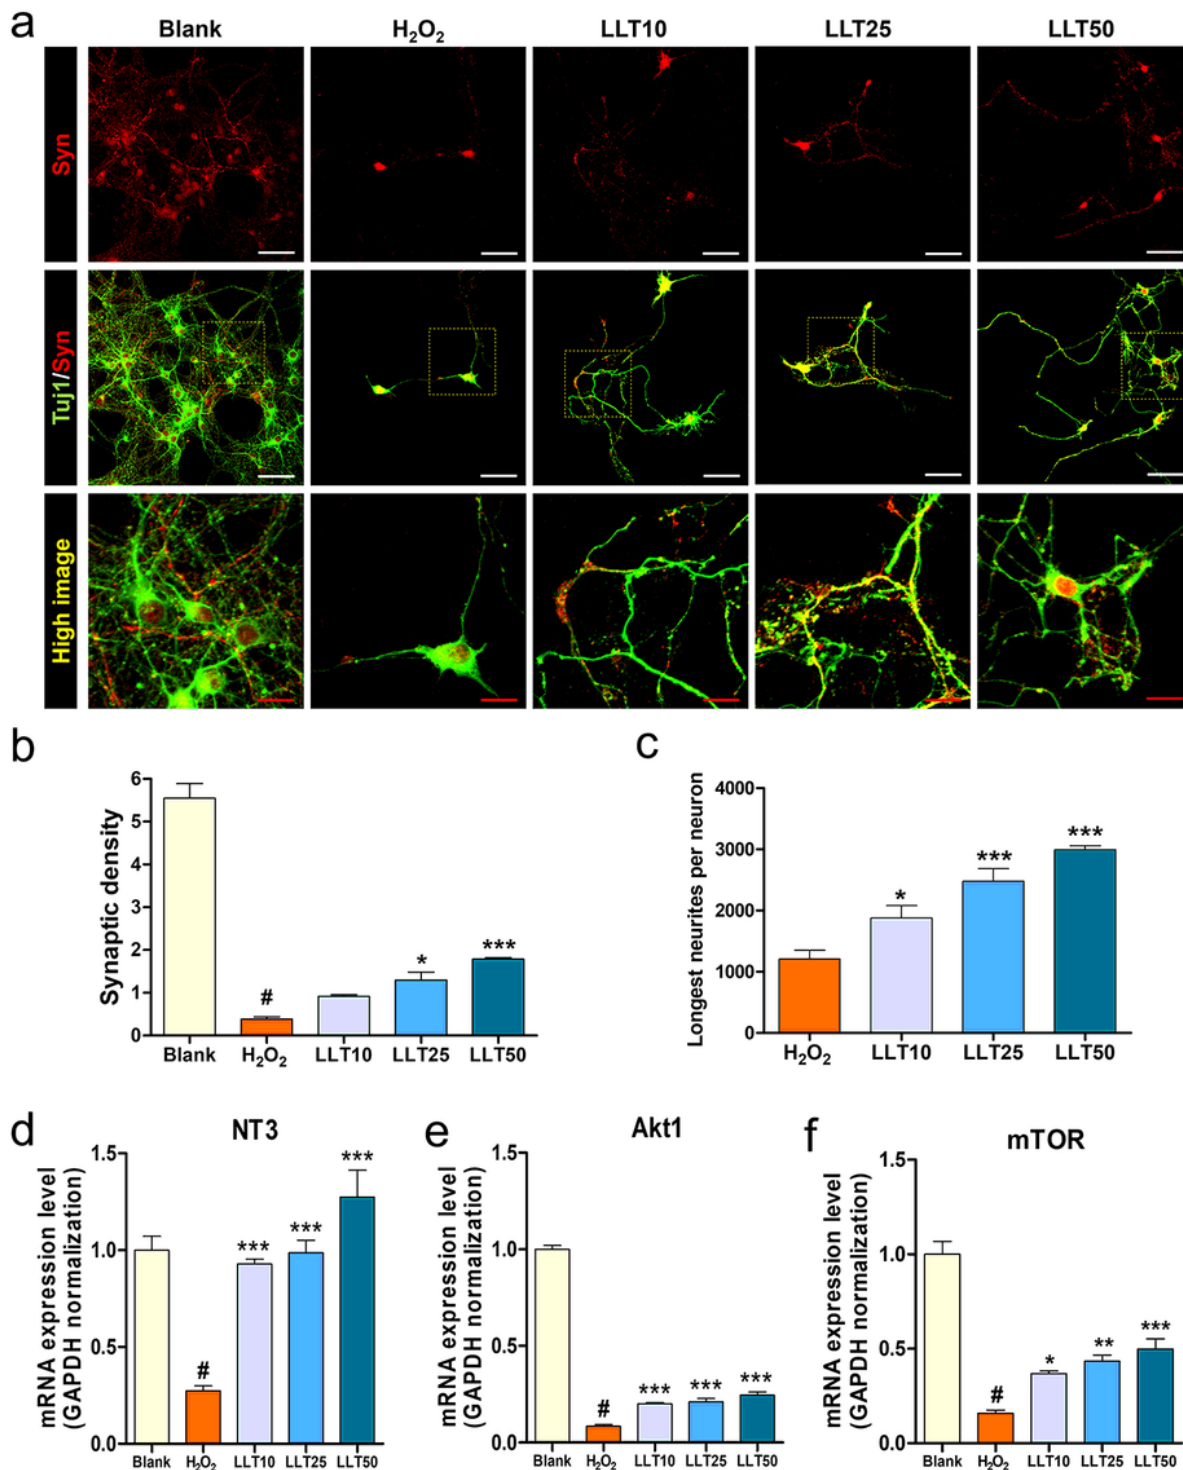 a
Blank
H₂O₂
LLT10
LLT25
LLT50
Syn
Tuj1/Syn
High image
b
Synaptic density
6
5
4
3
2
1
0
#
*
***
Blank
H₂O₂
LLT10
LLT25
LLT50
c
Longest neurites per neuron
4000
3000
2000
1000
0
*
***
***
H₂O₂
LLT10
LLT25
LLT50
d
NT3
mRNA expression level
(GAPDH normalization)
1.5
1.0
0.5
0.0
#
***
***
***
Blank
H₂O₂
LLT10
LLT25
LLT50
e
Akt1
mRNA expression level
(GAPDH normalization)
1.5
1.0
0.5
0.0
#
***
***
***
Blank
H₂O₂
LLT10
LLT25
LLT50
f
mTOR
mRNA expression level
(GAPDH normalization)
1.5
1.0
0.5
0.0
#
*
**
***
Blank
H₂O₂
LLT10
LLT25
LLT50